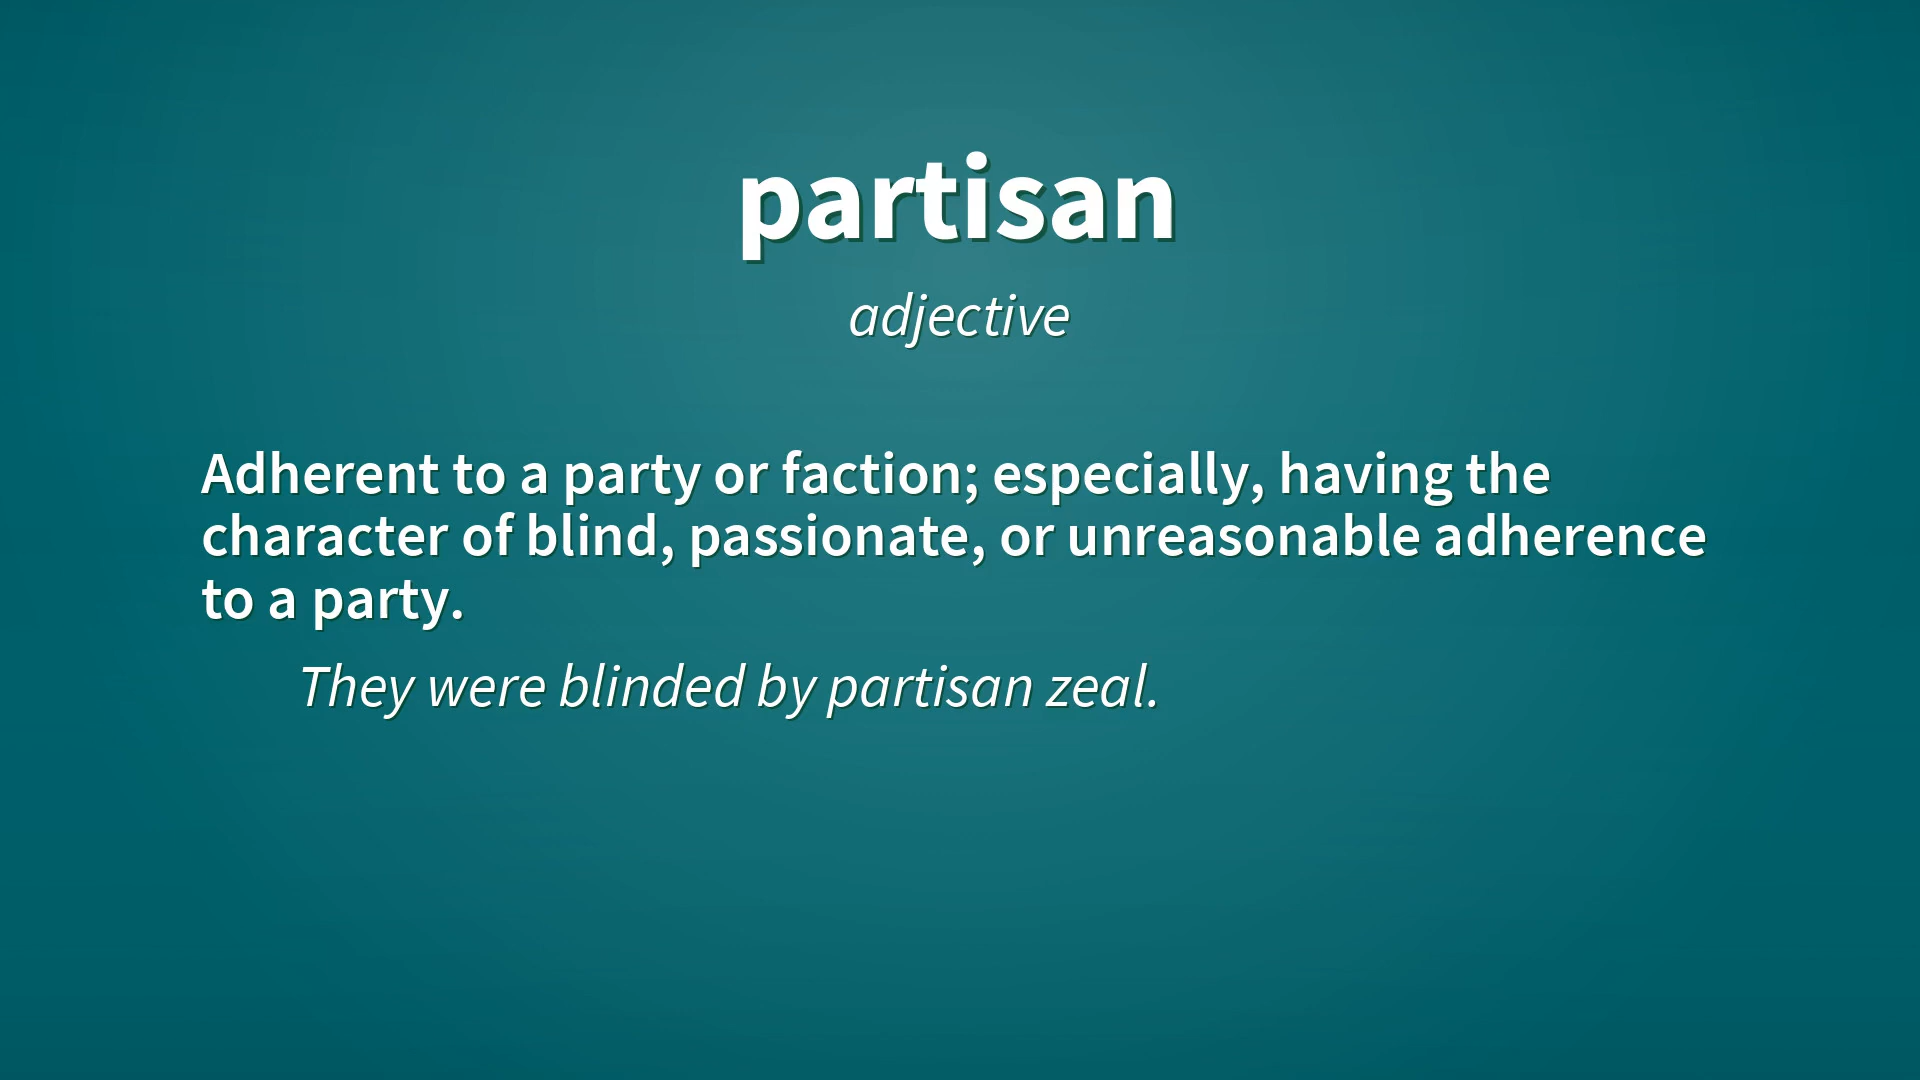 partisan
adjective
Adherent to a party or faction; especially, having the
character of blind, passionate, or unreasonable adherence
to a party.
They were blinded by partisan zeal.